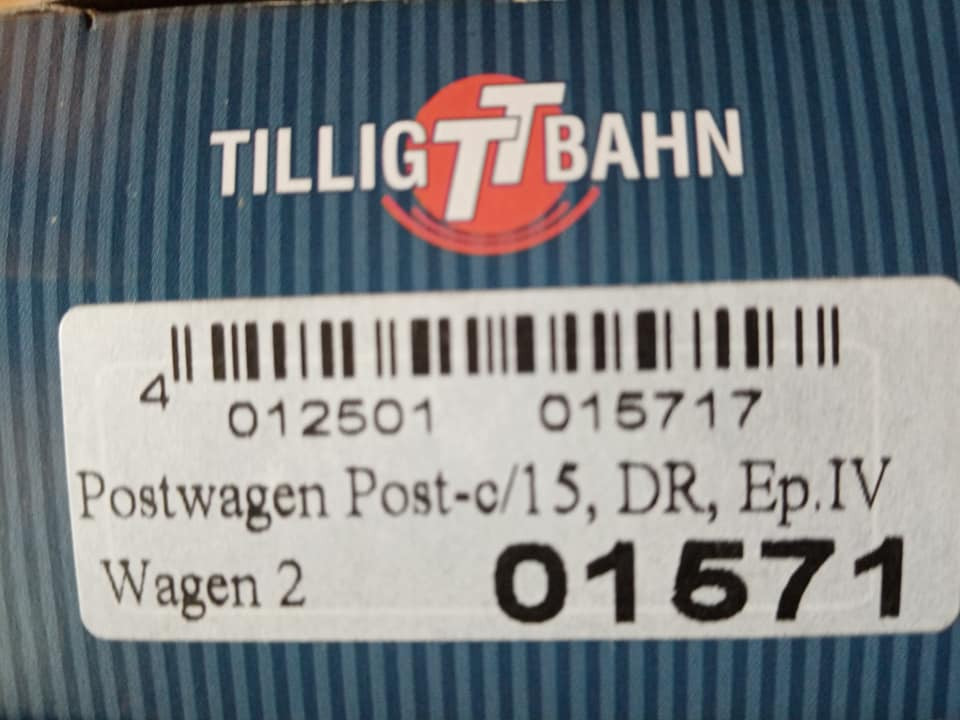 TILLIG TT BAHN
4 012501 015717
Postwagen Post-c/15, DR, Ep.IV
Wagen 2 01571